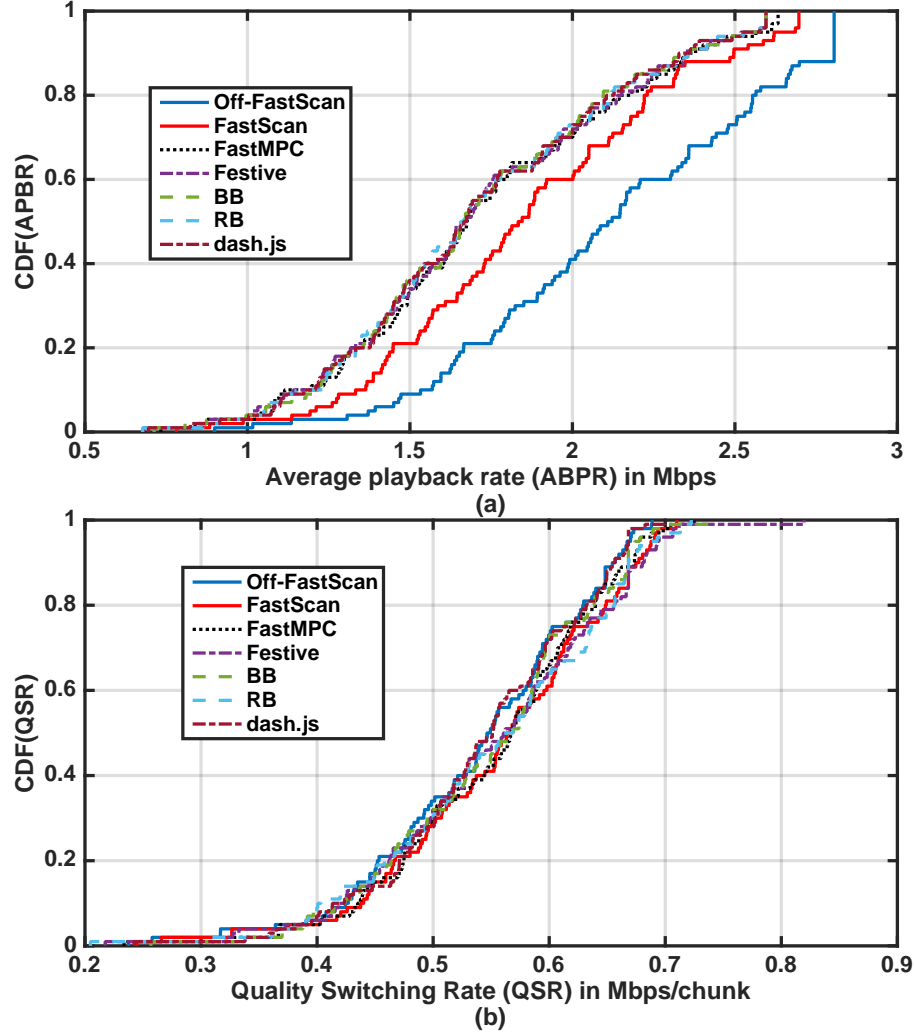 1
0.8
0.6
0.4
0.2
0
CDF(APBR)
Off-FastScan
FastScan
FastMPC
Festive
BB
RB
dash.js
0.5 1 1.5 2 2.5 3
Average playback rate (ABPR) in Mbps
(a)
1
0.8
0.6
0.4
0.2
0
CDF(QSR)
Off-FastScan
FastScan
FastMPC
Festive
BB
RB
dash.js
0.2 0.3 0.4 0.5 0.6 0.7 0.8 0.9
Quality Switching Rate (QSR) in Mbps/chunk
(b)